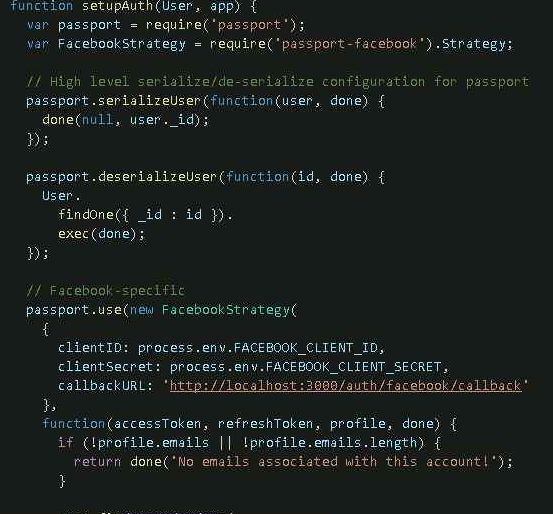 function setupAuth(User, app) {
var passport = require('passport');
var FacebookStrategy = require('passport-facebook').Strategy;
// High level serialize/de-serialize configuration for passport
passport.serializeUser(function(user, done) {
done(null, user._id);
});
passport.deserializeUser(function(id, done) {
User.
findOne({ _id : id }).
exec(done);
});
// Facebook-specific
passport.use(new FacebookStrategy(
{
clientID: process.env.FACEBOOK_CLIENT_ID,
clientSecret: process.env.FACEBOOK_CLIENT_SECRET,
callbackURL: 'http://localhost:3000/auth/facebook/callback'
},
function(accessToken, refreshToken, profile, done) {
if (!profile.emails || !profile.emails.length) {
return done('No emails associated with this account!');
}